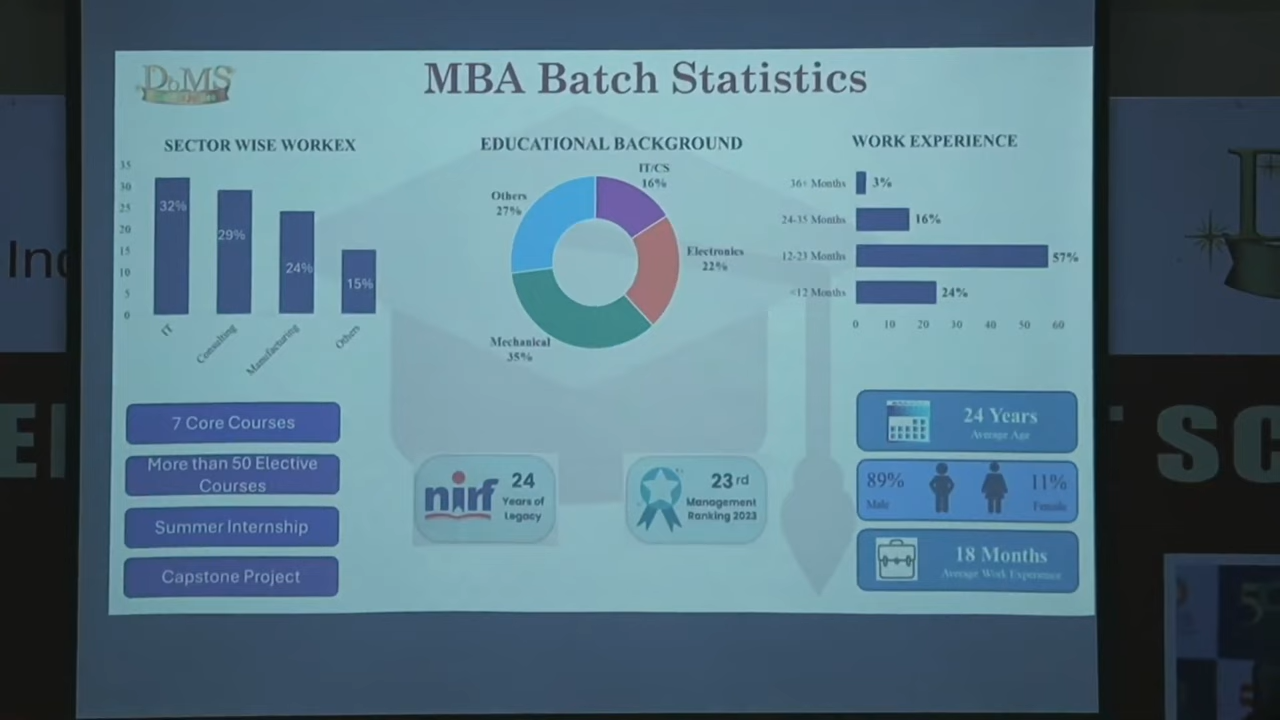 DoMS
MBA Batch Statistics
SECTOR WISE WORKEX
35
30
25
20
15
10
5
0
32%
29%
24%
15%
IT
Consulting
Manufacturing
Others
EDUCATIONAL BACKGROUND
IT/CS
16%
Others
27%
Electronics
22%
Mechanical
35%
WORK EXPERIENCE
36+ Months
3%
24-35 Months
16%
12-23 Months
57%
<12 Months
24%
0 10 20 30 40 50 60
7 Core Courses
More than 50 Elective
Courses
Summer Internship
Capstone Project
nirf
24
Years of
Legacy
23rd
Management
Ranking 2023
24 Years
Average Age
89%
Male
11%
Female
18 Months
Average Work Experience
Ind
SC